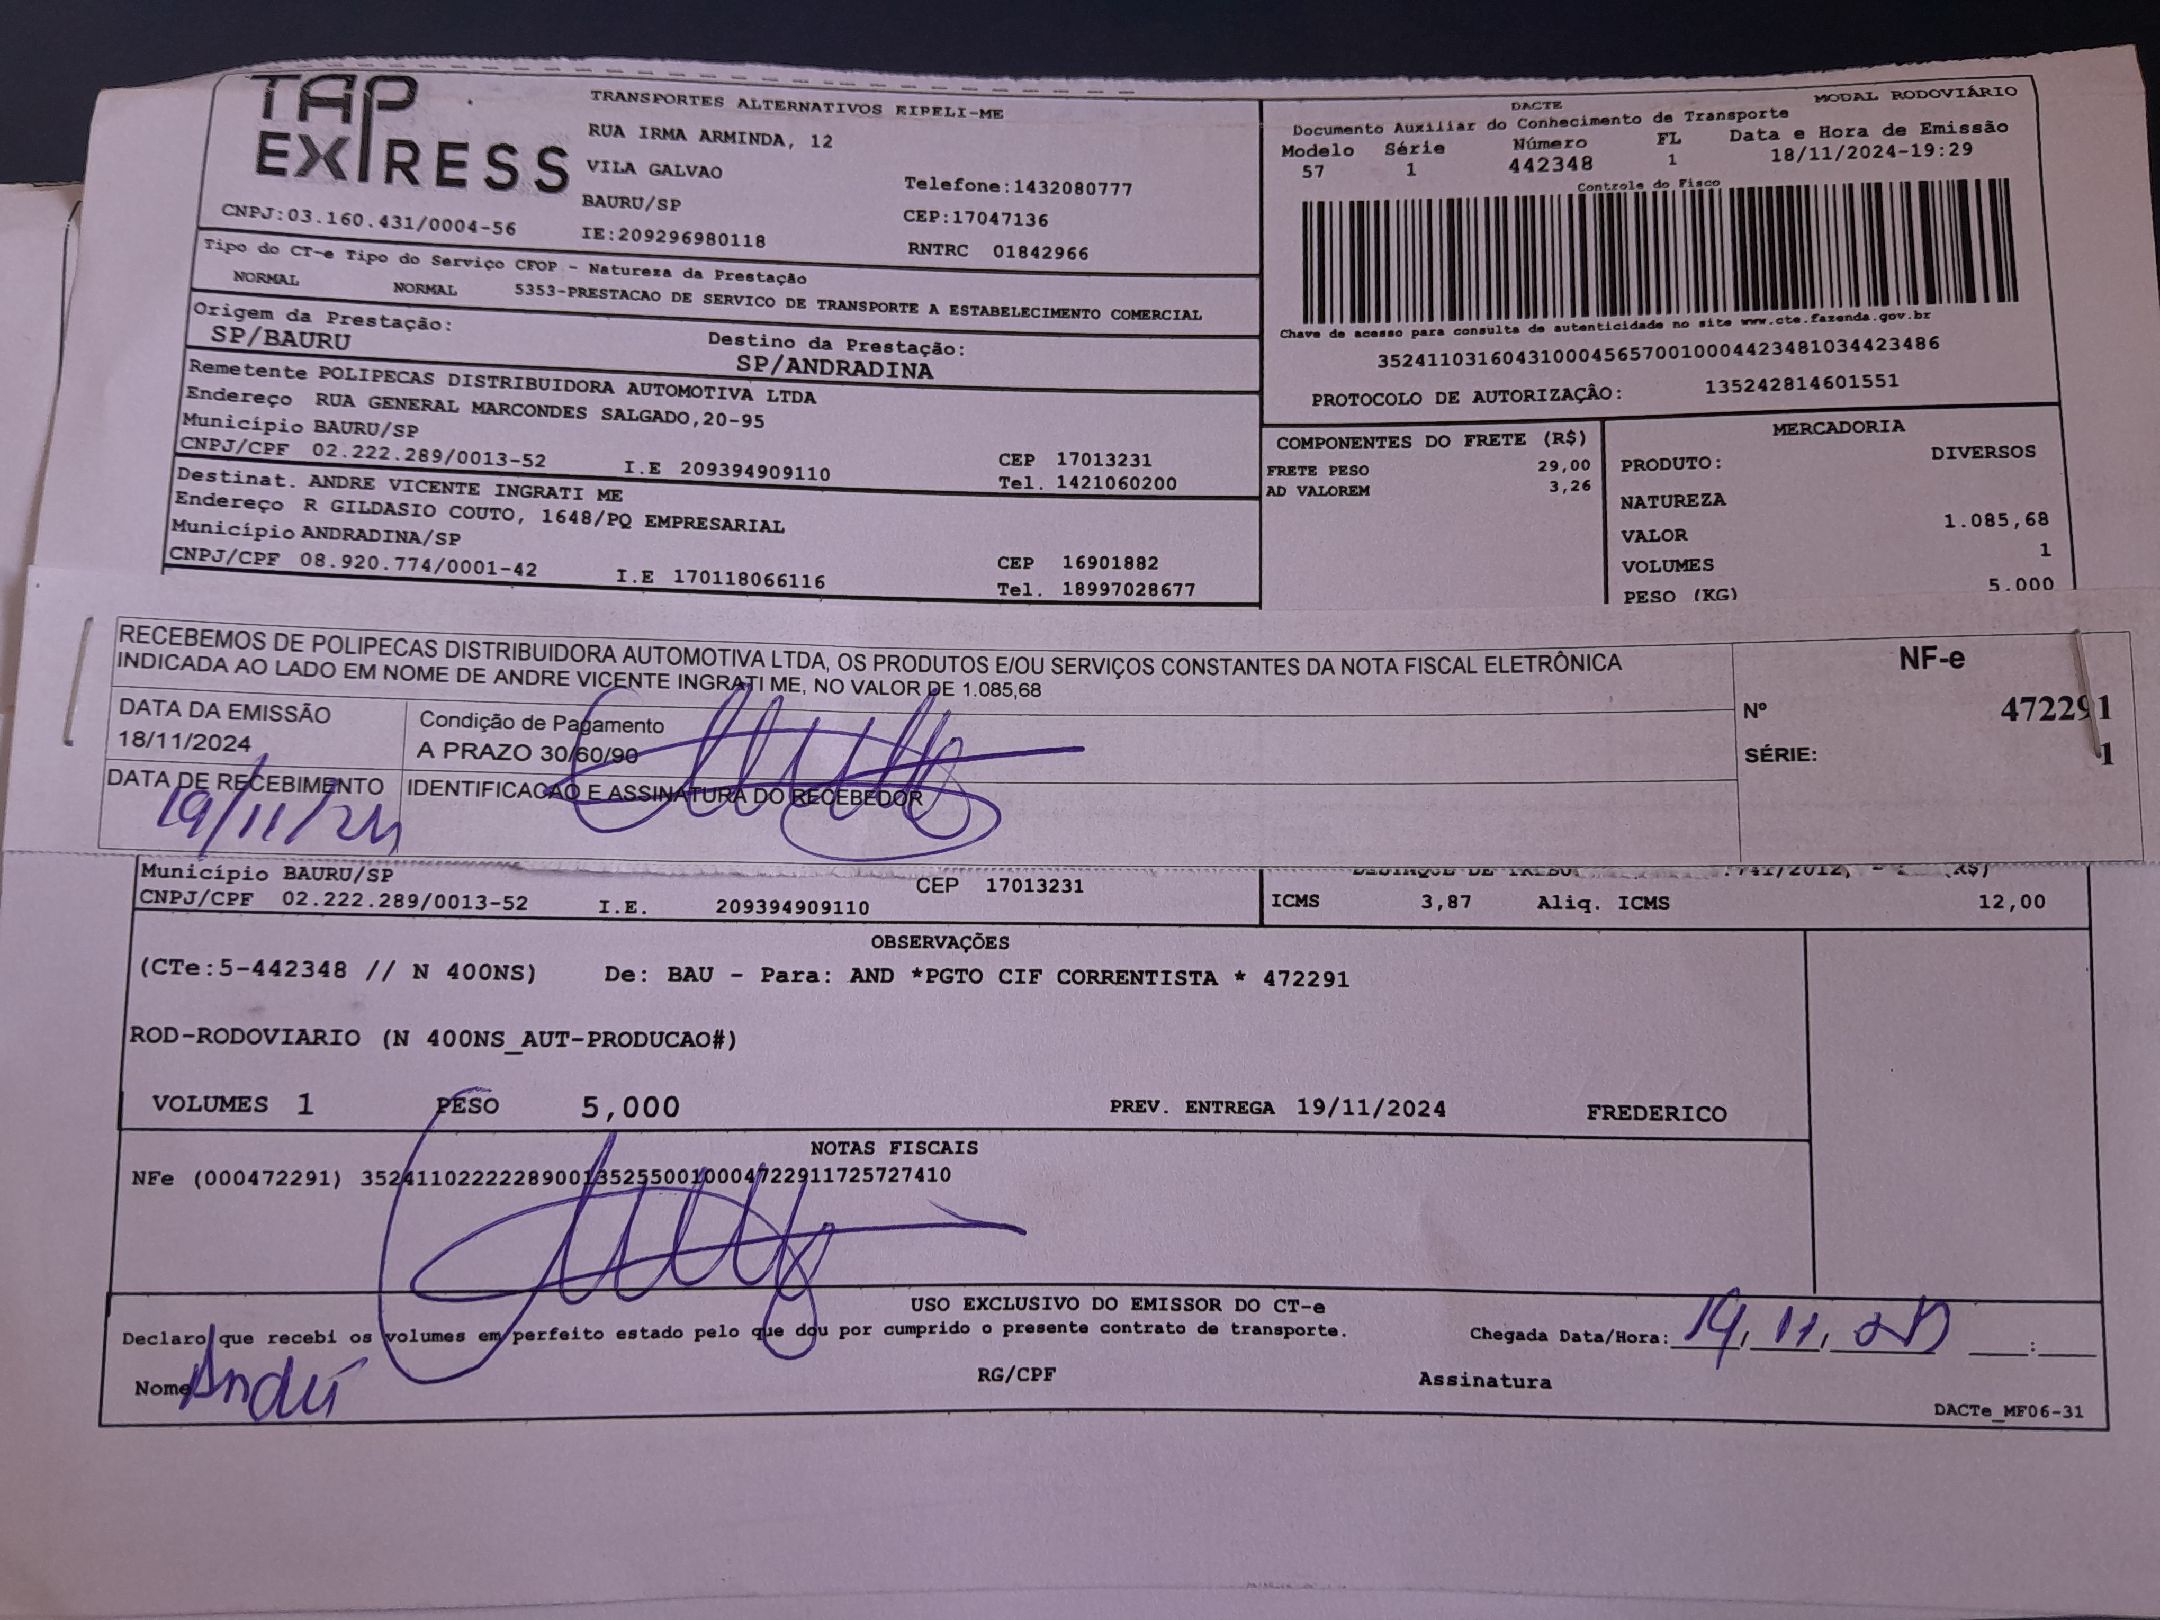 TAP
EXPRESS
CNPJ:03.160.431/0004-56
TRANSPORTES ALTERNATIVOS RIPELI-ME
RUA IRMA ARMINDA, 12
VILA GALVAO
BAURU/SP
IE:209296980118
Telefone:1432080777
CEP:17047136
RNTRC 01842966
DACTE
MODAL RODOVIÁRIO
Documento Auxiliar do Conhecimento de Transporte
Modelo Série Número FL Data e Hora de Emissão
57 1 442348 1 18/11/2024-19:29
Controle do Fisco
Chave de acesso para consulta de autenticidade no site www.cte.fazenda.gov.br
35241103160431000456570010004423481034423486
PROTOCOLO DE AUTORIZAÇÃO: 135242814601551
Tipo do CT-e Tipo do Serviço CFOP - Natureza da Prestação
NORMAL NORMAL 5353-PRESTACAO DE SERVICO DE TRANSPORTE A ESTABELECIMENTO COMERCIAL
Origem da Prestação:
SP/BAURU
Destino da Prestação:
SP/ANDRADINA
Remetente POLIPECAS DISTRIBUIDORA AUTOMOTIVA LTDA
Endereço RUA GENERAL MARCONDES SALGADO,20-95
Município BAURU/SP
CNPJ/CPF 02.222.289/0013-52 I.E 209394909110
CEP 17013231
Tel. 1421060200
Destinat. ANDRE VICENTE INGRATI ME
Endereço R GILDASIO COUTO, 1648/PQ EMPRESARIAL
Município ANDRADINA/SP
CNPJ/CPF 08.920.774/0001-42 I.E 170118066116
CEP 16901882
Tel. 18997028677
COMPONENTES DO FRETE (R$)
FRETE PESO 29,00
AD VALOREM 3,26
MERCADORIA
PRODUTO: DIVERSOS
NATUREZA
VALOR 1.085,68
VOLUMES 1
PESO (KG) 5.000
RECEBEMOS DE POLIPECAS DISTRIBUIDORA AUTOMOTIVA LTDA, OS PRODUTOS E/OU SERVIÇOS CONSTANTES DA NOTA FISCAL ELETRÔNICA
INDICADA AO LADO EM NOME DE ANDRE VICENTE INGRATI ME, NO VALOR DE 1.085,68
DATA DA EMISSÃO
18/11/2024
Condição de Pagamento
A PRAZO 30/60/90
DATA DE RECEBIMENTO
19/11/24
IDENTIFICACAO E ASSINATURA DO RECEBEDOR
NF-e
Nº 472291
SÉRIE: 1
Município BAURU/SP
CNPJ/CPF 02.222.289/0013-52 I.E. 209394909110
CEP 17013231
ICMS 3,87 Aliq. ICMS 12,00
OBSERVAÇÕES
(CTe:5-442348 // N 400NS) De: BAU - Para: AND *PGTO CIF CORRENTISTA * 472291
ROD-RODOVIARIO (N 400NS_AUT-PRODUCAO#)
VOLUMES 1 PESO 5,000 PREV. ENTREGA 19/11/2024 FREDERICO
NOTAS FISCAIS
NFe (000472291) 35241102222289001352550010004722911725727410
USO EXCLUSIVO DO EMISSOR DO CT-e
Declaro que recebi os volumes em perfeito estado pelo que dou por cumprido o presente contrato de transporte.
Chegada Data/Hora: 19, 11, 24 :
Nome André
RG/CPF
Assinatura
DACTe_MF06-31